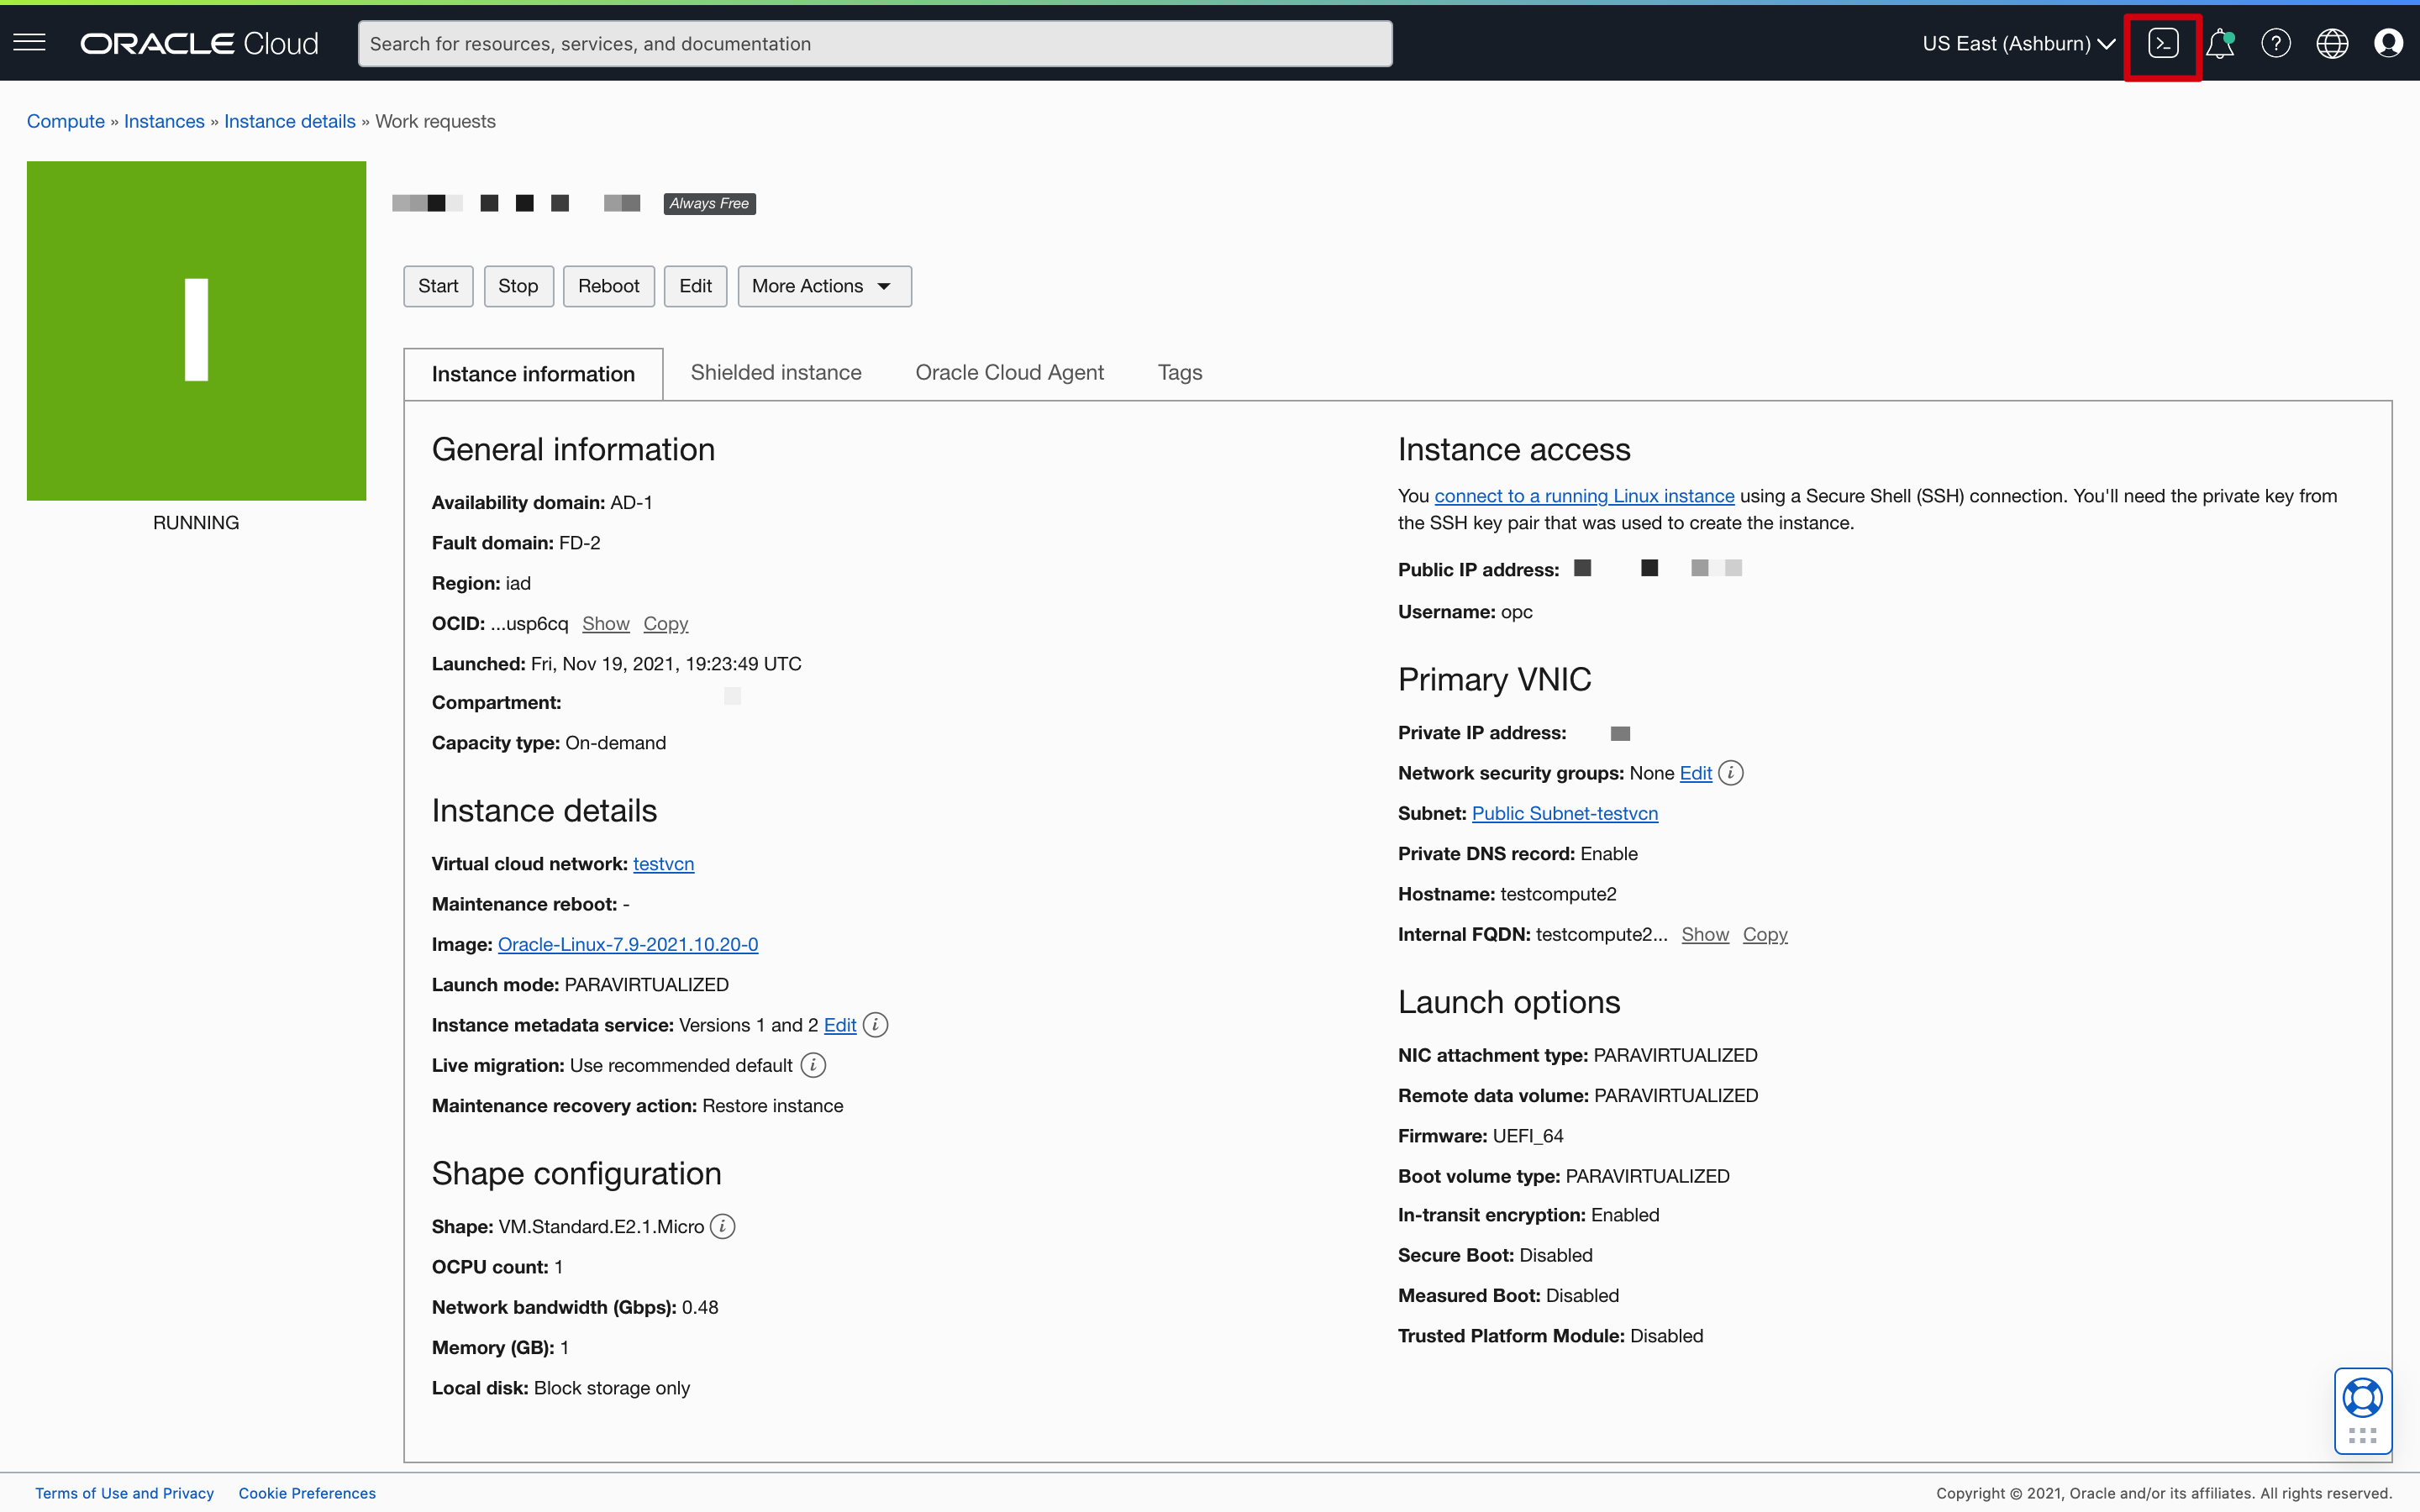 ORACLE Cloud
Search for resources, services, and documentation
US East (Ashburn)
Compute » Instances » Instance details » Work requests
Always Free
Start Stop Reboot Edit More Actions
I
RUNNING
Instance information Shielded instance Oracle Cloud Agent Tags
General information
Availability domain: AD-1
Fault domain: FD-2
Region: iad
OCID: ...usp6cq Show Copy
Launched: Fri, Nov 19, 2021, 19:23:49 UTC
Compartment:
Capacity type: On-demand
Instance details
Virtual cloud network: testvcn
Maintenance reboot: -
Image: Oracle-Linux-7.9-2021.10.20-0
Launch mode: PARAVIRTUALIZED
Instance metadata service: Versions 1 and 2 Edit i
Live migration: Use recommended default i
Maintenance recovery action: Restore instance
Shape configuration
Shape: VM.Standard.E2.1.Micro i
OCPU count: 1
Network bandwidth (Gbps): 0.48
Memory (GB): 1
Local disk: Block storage only
Instance access
You connect to a running Linux instance using a Secure Shell (SSH) connection. You'll need the private key from
the SSH key pair that was used to create the instance.
Public IP address:
Username: opc
Primary VNIC
Private IP address:
Network security groups: None Edit i
Subnet: Public Subnet-testvcn
Private DNS record: Enable
Hostname: testcompute2
Internal FQDN: testcompute2... Show Copy
Launch options
NIC attachment type: PARAVIRTUALIZED
Remote data volume: PARAVIRTUALIZED
Firmware: UEFI_64
Boot volume type: PARAVIRTUALIZED
In-transit encryption: Enabled
Secure Boot: Disabled
Measured Boot: Disabled
Trusted Platform Module: Disabled
Terms of Use and Privacy Cookie Preferences
Copyright © 2021, Oracle and/or its affiliates. All rights reserved.